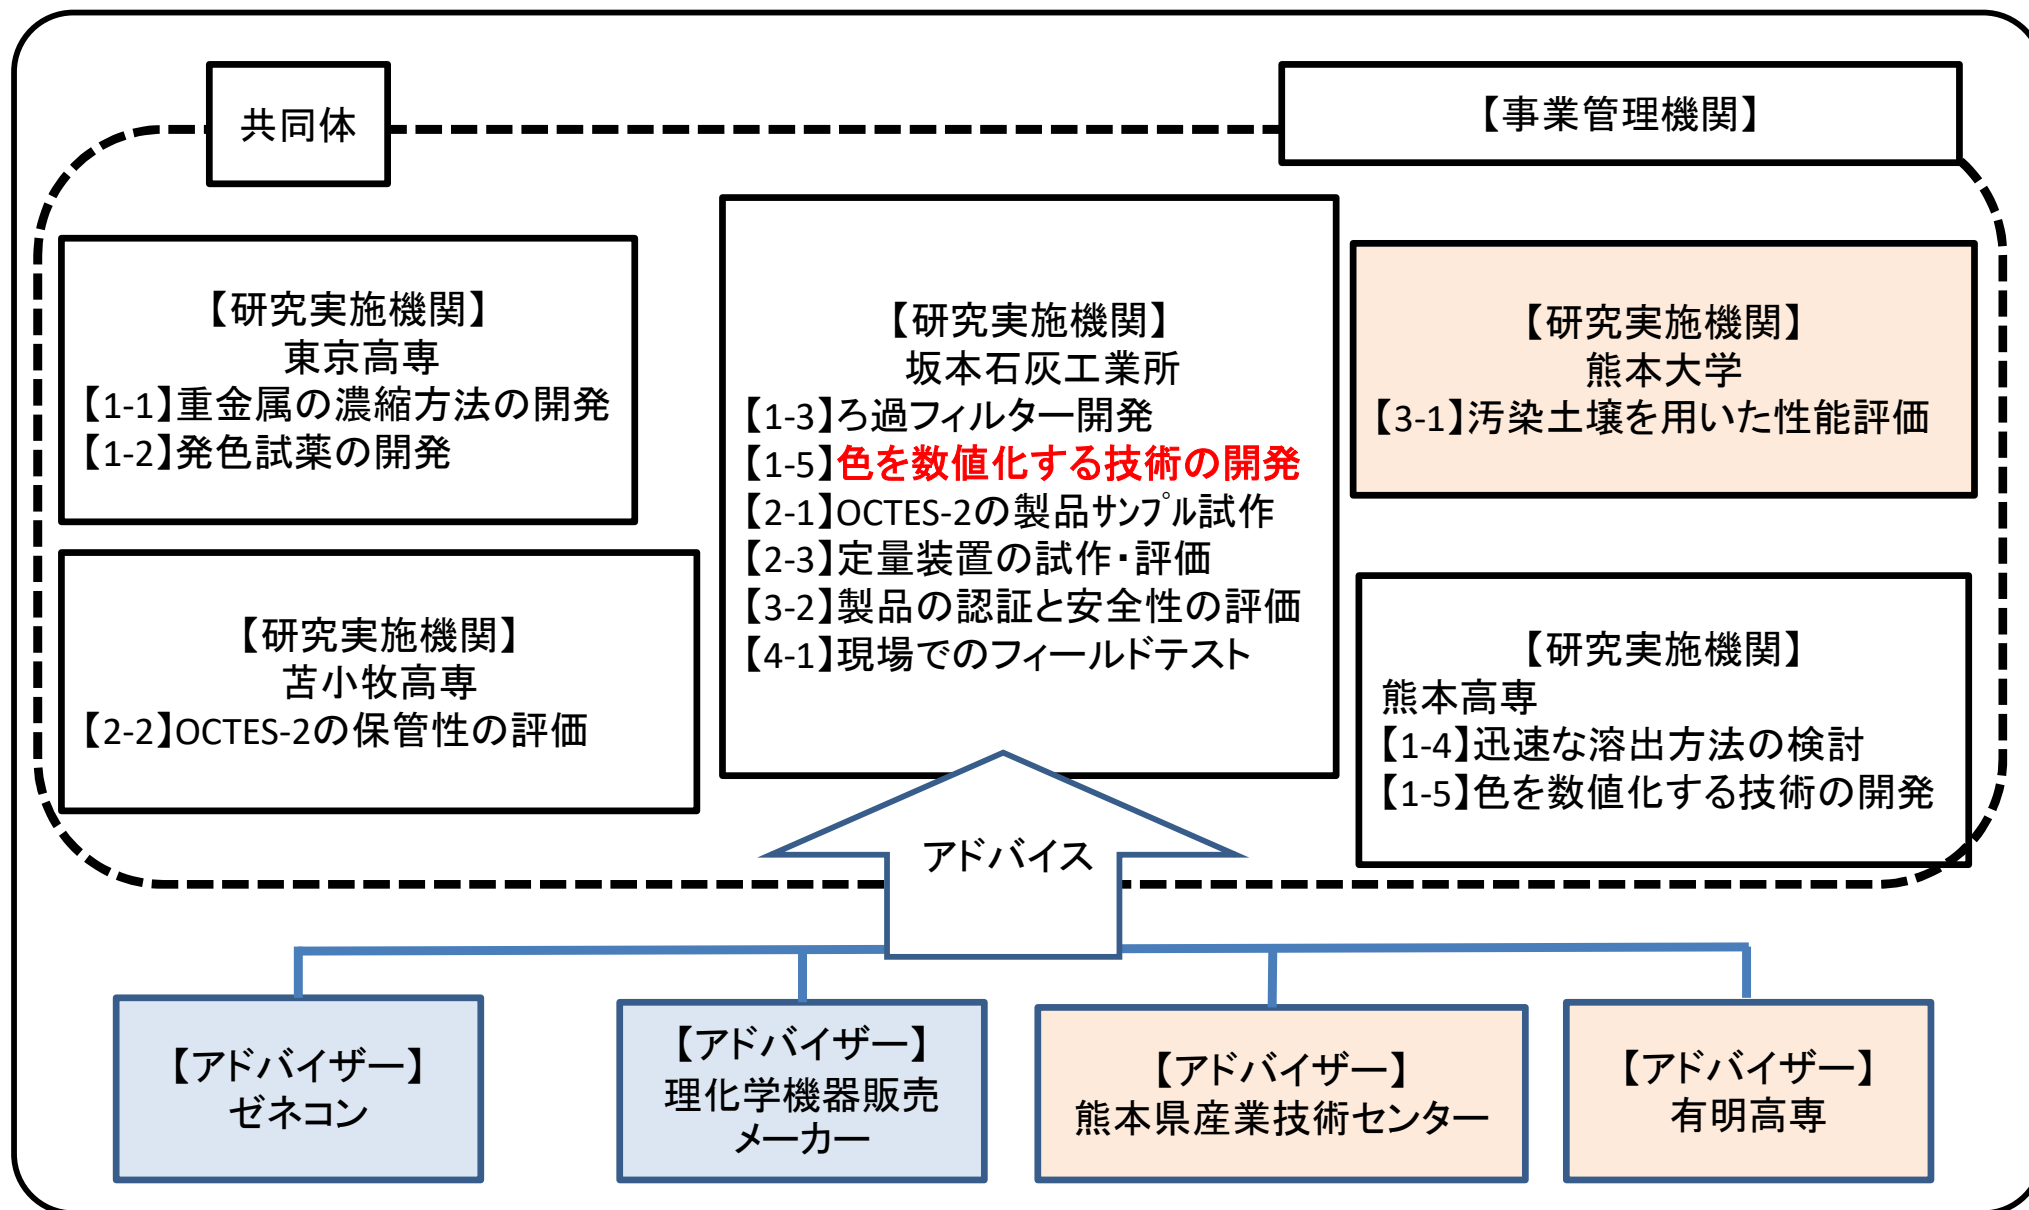 共同体
【事業管理機関】
【研究実施機関】
東京高専
【1-1】重金属の濃縮方法の開発
【1-2】発色試薬の開発
【研究実施機関】
苫小牧高専
【2-2】OCTES-2の保管性の評価
【研究実施機関】
坂本石灰工業所
【1-3】ろ過フィルター開発
【1-5】色を数値化する技術の開発
【2-1】OCTES-2の製品ｻﾝﾌﾟﾙ試作
【2-3】定量装置の試作・評価
【3-2】製品の認証と安全性の評価
【4-1】現場でのフィールドテスト
【研究実施機関】
熊本大学
【3-1】汚染土壌を用いた性能評価
【研究実施機関】
熊本高専
【1-4】迅速な溶出方法の検討
【1-5】色を数値化する技術の開発
アドバイス
【アドバイザー】
ゼネコン
【アドバイザー】
理化学機器販売
メーカー
【アドバイザー】
熊本県産業技術センター
【アドバイザー】
有明高専